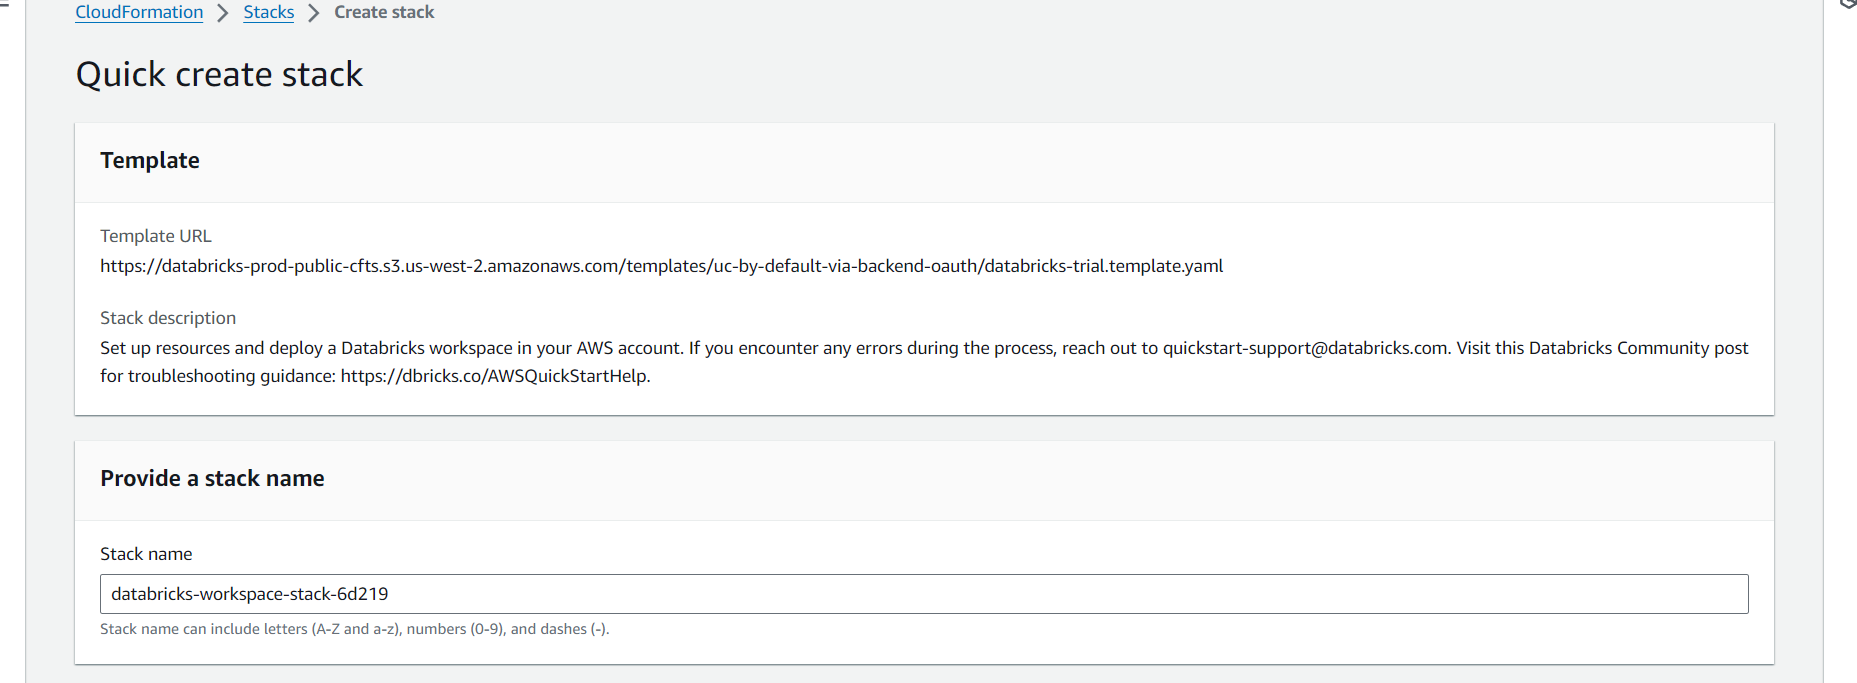 CloudFormation > Stacks > Create stack
Quick create stack
Template
Template URL
https://databricks-prod-public-cfts.s3.us-west-2.amazonaws.com/templates/uc-by-default-via-backend-oauth/databricks-trial.template.yaml
Stack description
Set up resources and deploy a Databricks workspace in your AWS account. If you encounter any errors during the process, reach out to quickstart-support@databricks.com. Visit this Databricks Community post
for troubleshooting guidance: https://dbricks.co/AWSQuickStartHelp.
Provide a stack name
Stack name
databricks-workspace-stack-6d219
Stack name can include letters (A-Z and a-z), numbers (0-9), and dashes (-).